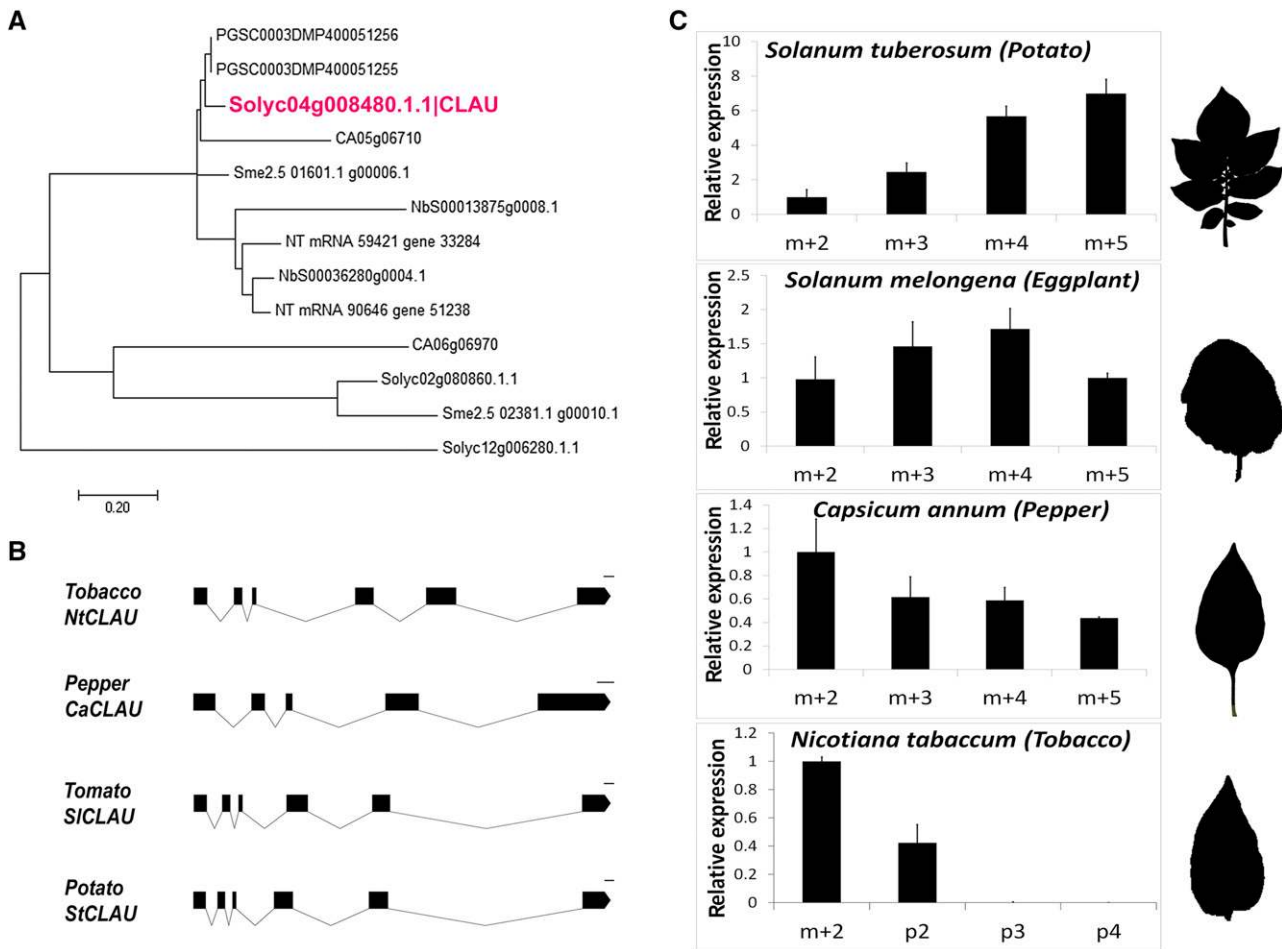 A
PGSC0003DMP400051256
PGSC0003DMP400051255
Solyc04g008480.1.1|CLAU
CA05g06710
Sme2.5 01601.1 g00006.1
NbS00013875g0008.1
NT mRNA 59421 gene 33284
NbS00036280g0004.1
NT mRNA 90646 gene 51238
CA06g06970
Solyc02g080860.1.1
Sme2.5 02381.1 g00010.1
Solyc12g006280.1.1
0.20
B
Tobacco
NtCLAU
Pepper
CaCLAU
Tomato
SlCLAU
Potato
StCLAU
C
Solanum tuberosum (Potato)
Relative expression
10
8
6
4
2
0
m+2 m+3 m+4 m+5
Solanum melongena (Eggplant)
Relative expression
2.5
2
1.5
1
0.5
0
m+2 m+3 m+4 m+5
Capsicum annum (Pepper)
Relative expression
1.4
1.2
1
0.8
0.6
0.4
0.2
0
m+2 m+3 m+4 m+5
Nicotiana tabaccum (Tobacco)
Relative expression
1.2
1
0.8
0.6
0.4
0.2
0
m+2 p2 p3 p4